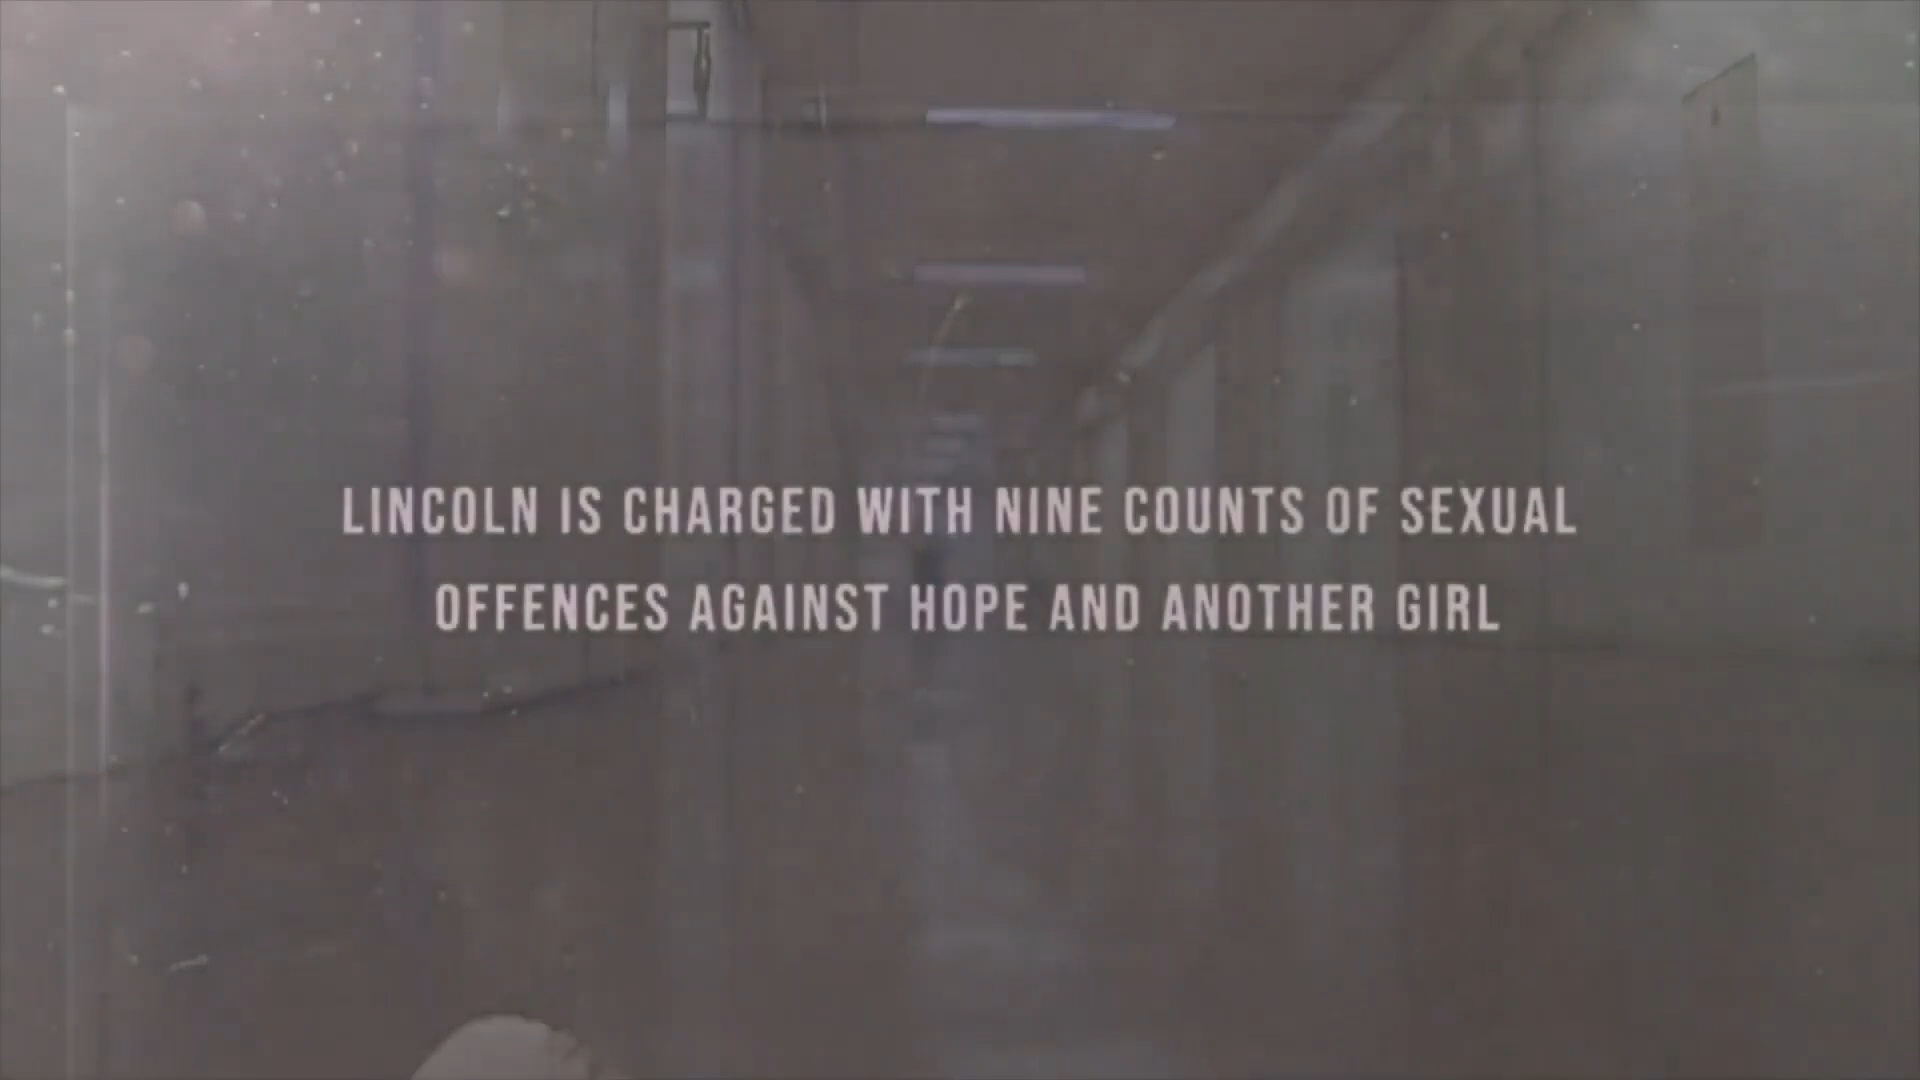 LINCOLN IS CHARGED WITH NINE COUNTS OF SEXUAL
OFFENCES AGAINST HOPE AND ANOTHER GIRL